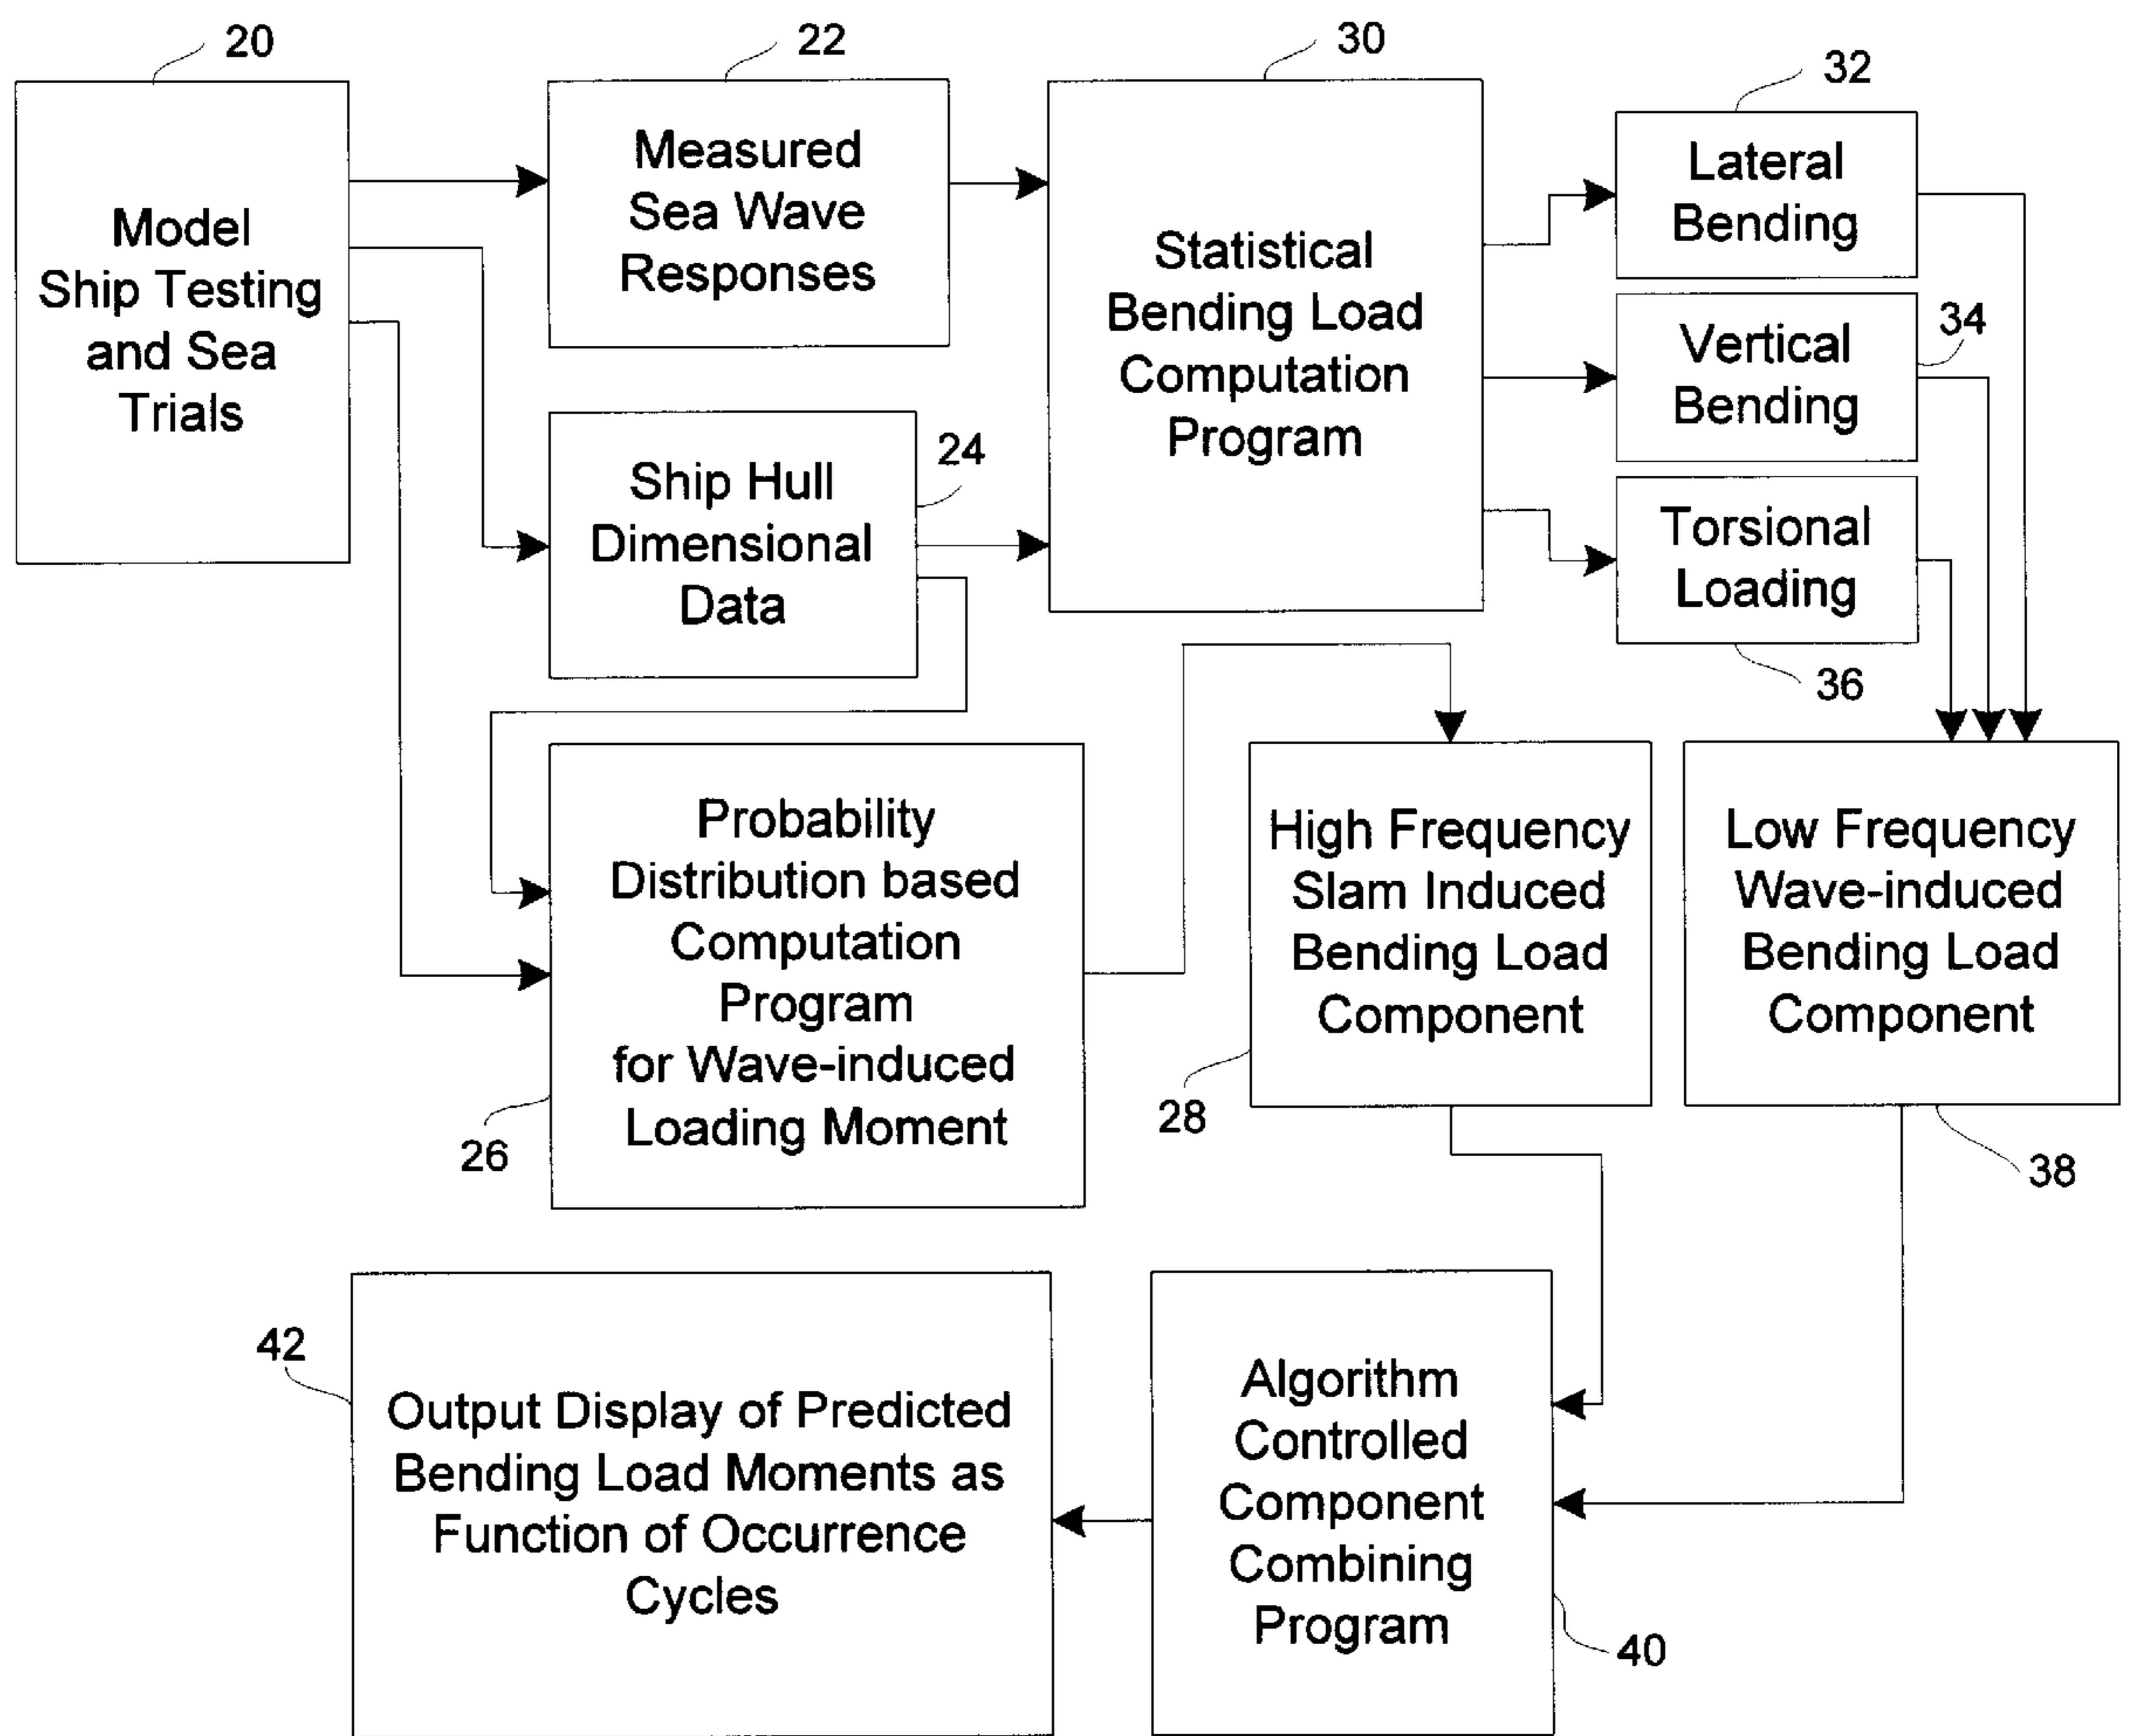 20
22
30
32
Model
Ship Testing
and Sea
Trials
Measured
Sea Wave
Responses
Statistical
Bending Load
Computation
Program
Lateral
Bending
Vertical
Bending
34
Ship Hull
Dimensional
Data
24
Torsional
Loading
36
Probability
Distribution based
Computation
Program
for Wave-induced
Loading Moment
26
High Frequency
Slam Induced
Bending Load
Component
28
Low Frequency
Wave-induced
Bending Load
Component
38
42
Output Display of Predicted
Bending Load Moments as
Function of Occurrence
Cycles
Algorithm
Controlled
Component
Combining
Program
40